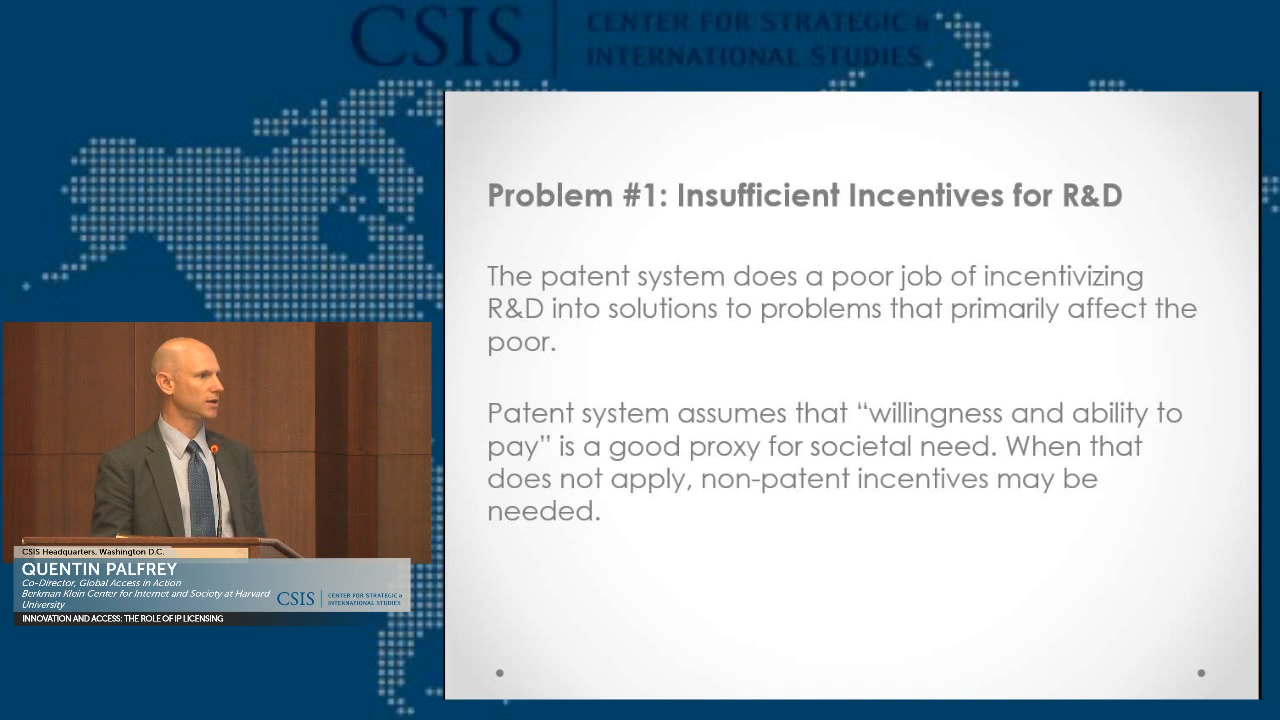 CSIS
CENTER FOR STRATEGIC &
INTERNATIONAL STUDIES
Problem #1: Insufficient Incentives for R&D
The patent system does a poor job of incentivizing
R&D into solutions to problems that primarily affect the
poor.
Patent system assumes that “willingness and ability to
pay” is a good proxy for societal need. When that
does not apply, non-patent incentives may be
needed.
CSIS Headquarters, Washington D.C.
QUENTIN PALFREY
Co-Director, Global Access in Action
Berkman Klein Center for Internet and Society at Harvard
University
CSIS
CENTER FOR STRATEGIC &
INTERNATIONAL STUDIES
INNOVATION AND ACCESS: THE ROLE OF IP LICENSING